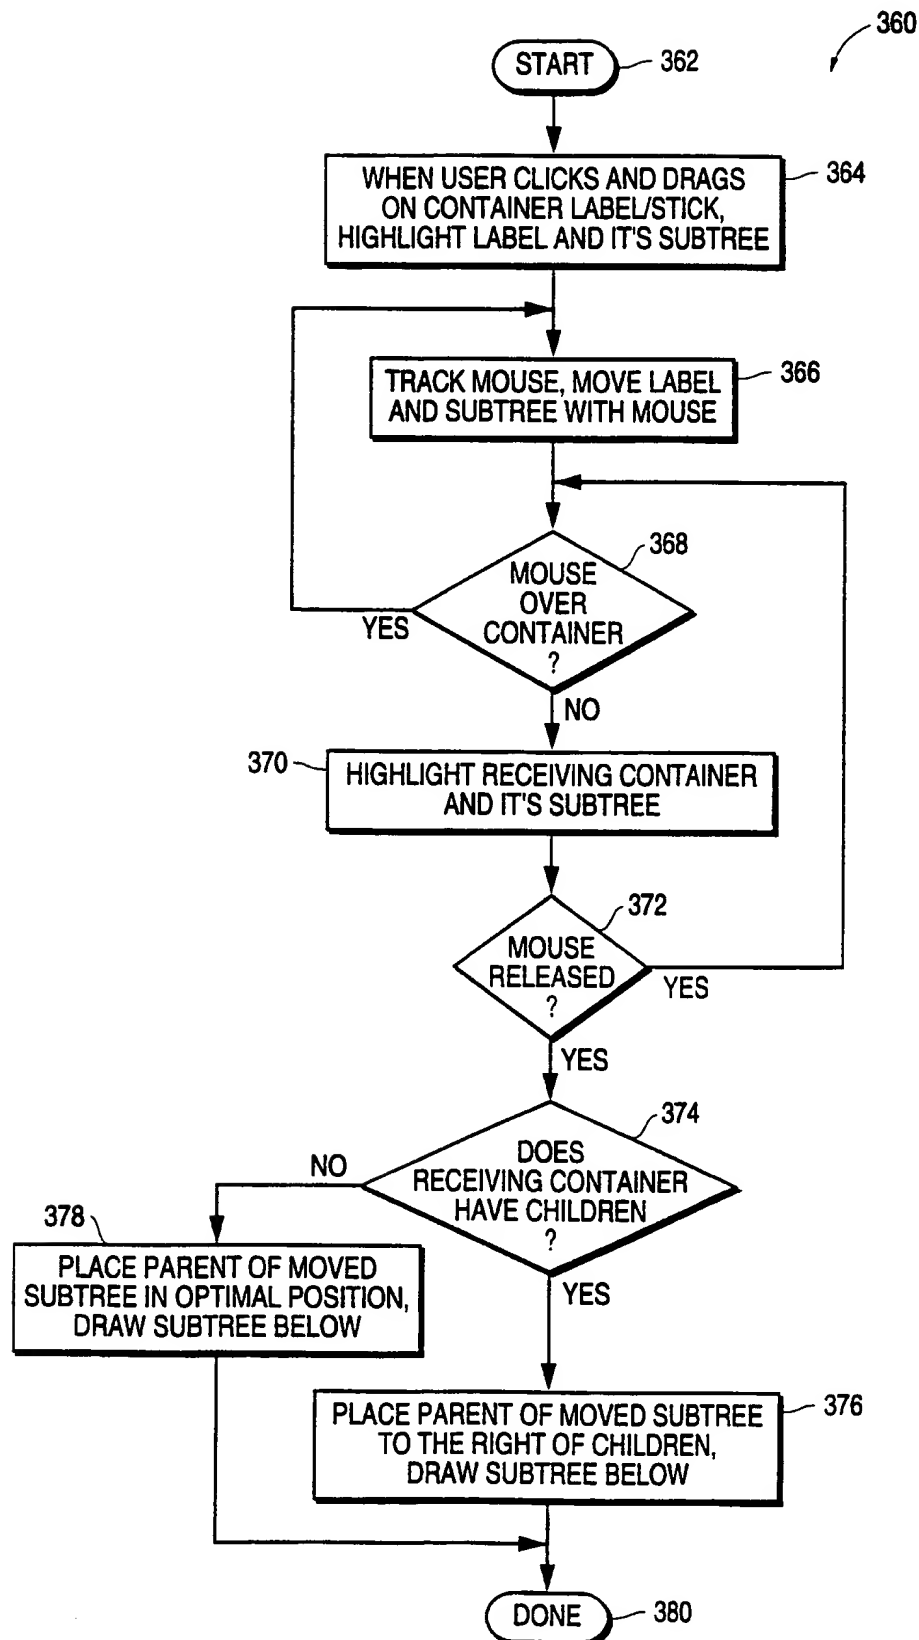 360
START
362
WHEN USER CLICKS AND DRAGS
ON CONTAINER LABEL/STICK,
HIGHLIGHT LABEL AND IT'S SUBTREE
364
TRACK MOUSE, MOVE LABEL
AND SUBTREE WITH MOUSE
366
368
MOUSE
OVER
CONTAINER
?
YES
NO
370
HIGHLIGHT RECEIVING CONTAINER
AND IT'S SUBTREE
372
MOUSE
RELEASED
?
YES
YES
374
DOES
RECEIVING CONTAINER
HAVE CHILDREN
?
NO
YES
378
PLACE PARENT OF MOVED
SUBTREE IN OPTIMAL POSITION,
DRAW SUBTREE BELOW
376
PLACE PARENT OF MOVED SUBTREE
TO THE RIGHT OF CHILDREN,
DRAW SUBTREE BELOW
DONE
380